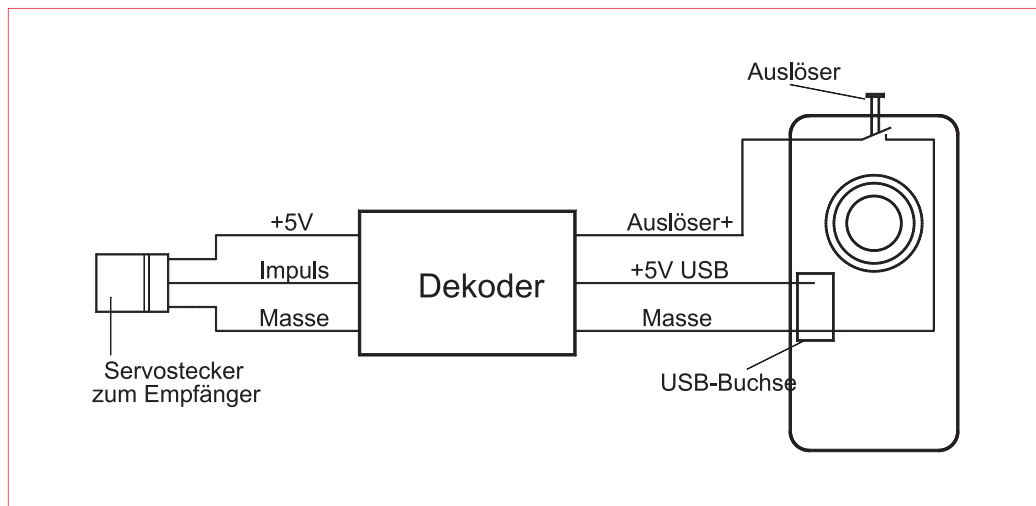 Auslöser
+5V
Auslöser+
Impuls
+5V USB
Dekoder
Masse
Masse
Servostecker
zum Empfänger
USB-Buchse